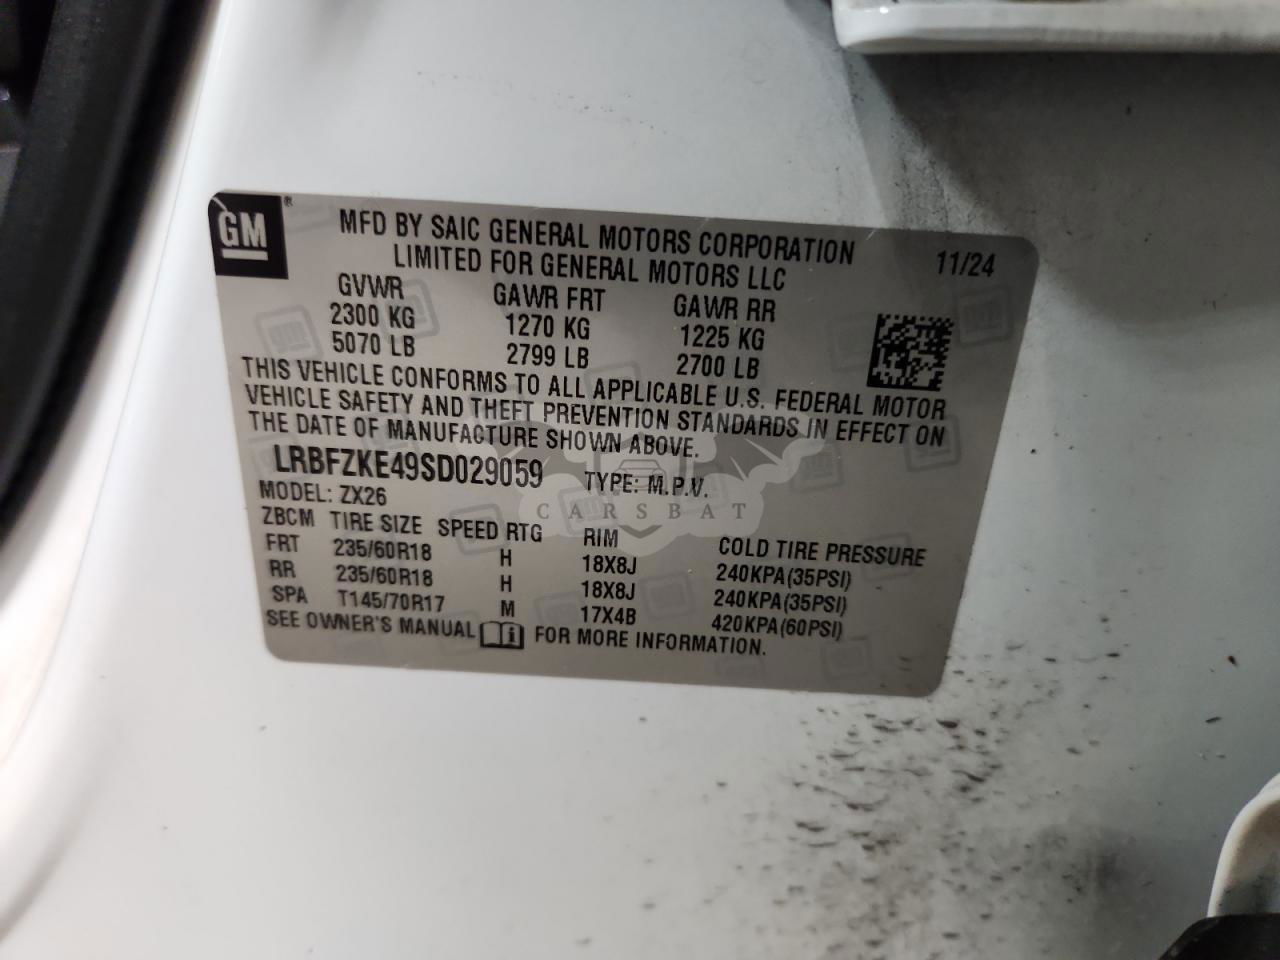 GM ®
MFD BY SAIC GENERAL MOTORS CORPORATION 11/24
LIMITED FOR GENERAL MOTORS LLC
GVWR GAWR FRT GAWR RR
2300 KG 1270 KG 1225 KG
5070 LB 2799 LB 2700 LB
THIS VEHICLE CONFORMS TO ALL APPLICABLE U.S. FEDERAL MOTOR
VEHICLE SAFETY AND THEFT PREVENTION STANDARDS IN EFFECT ON
THE DATE OF MANUFACTURE SHOWN ABOVE.
LRBFZKE49SD029059 TYPE: M.P.V.
MODEL: ZX26
CARSBAT
ZBCM TIRE SIZE SPEED RTG RIM COLD TIRE PRESSURE
FRT 235/60R18 H 18X8J 240KPA(35PSI)
RR 235/60R18 H 18X8J 240KPA(35PSI)
SPA T145/70R17 M 17X4B 420KPA(60PSI)
SEE OWNER'S MANUAL i FOR MORE INFORMATION.